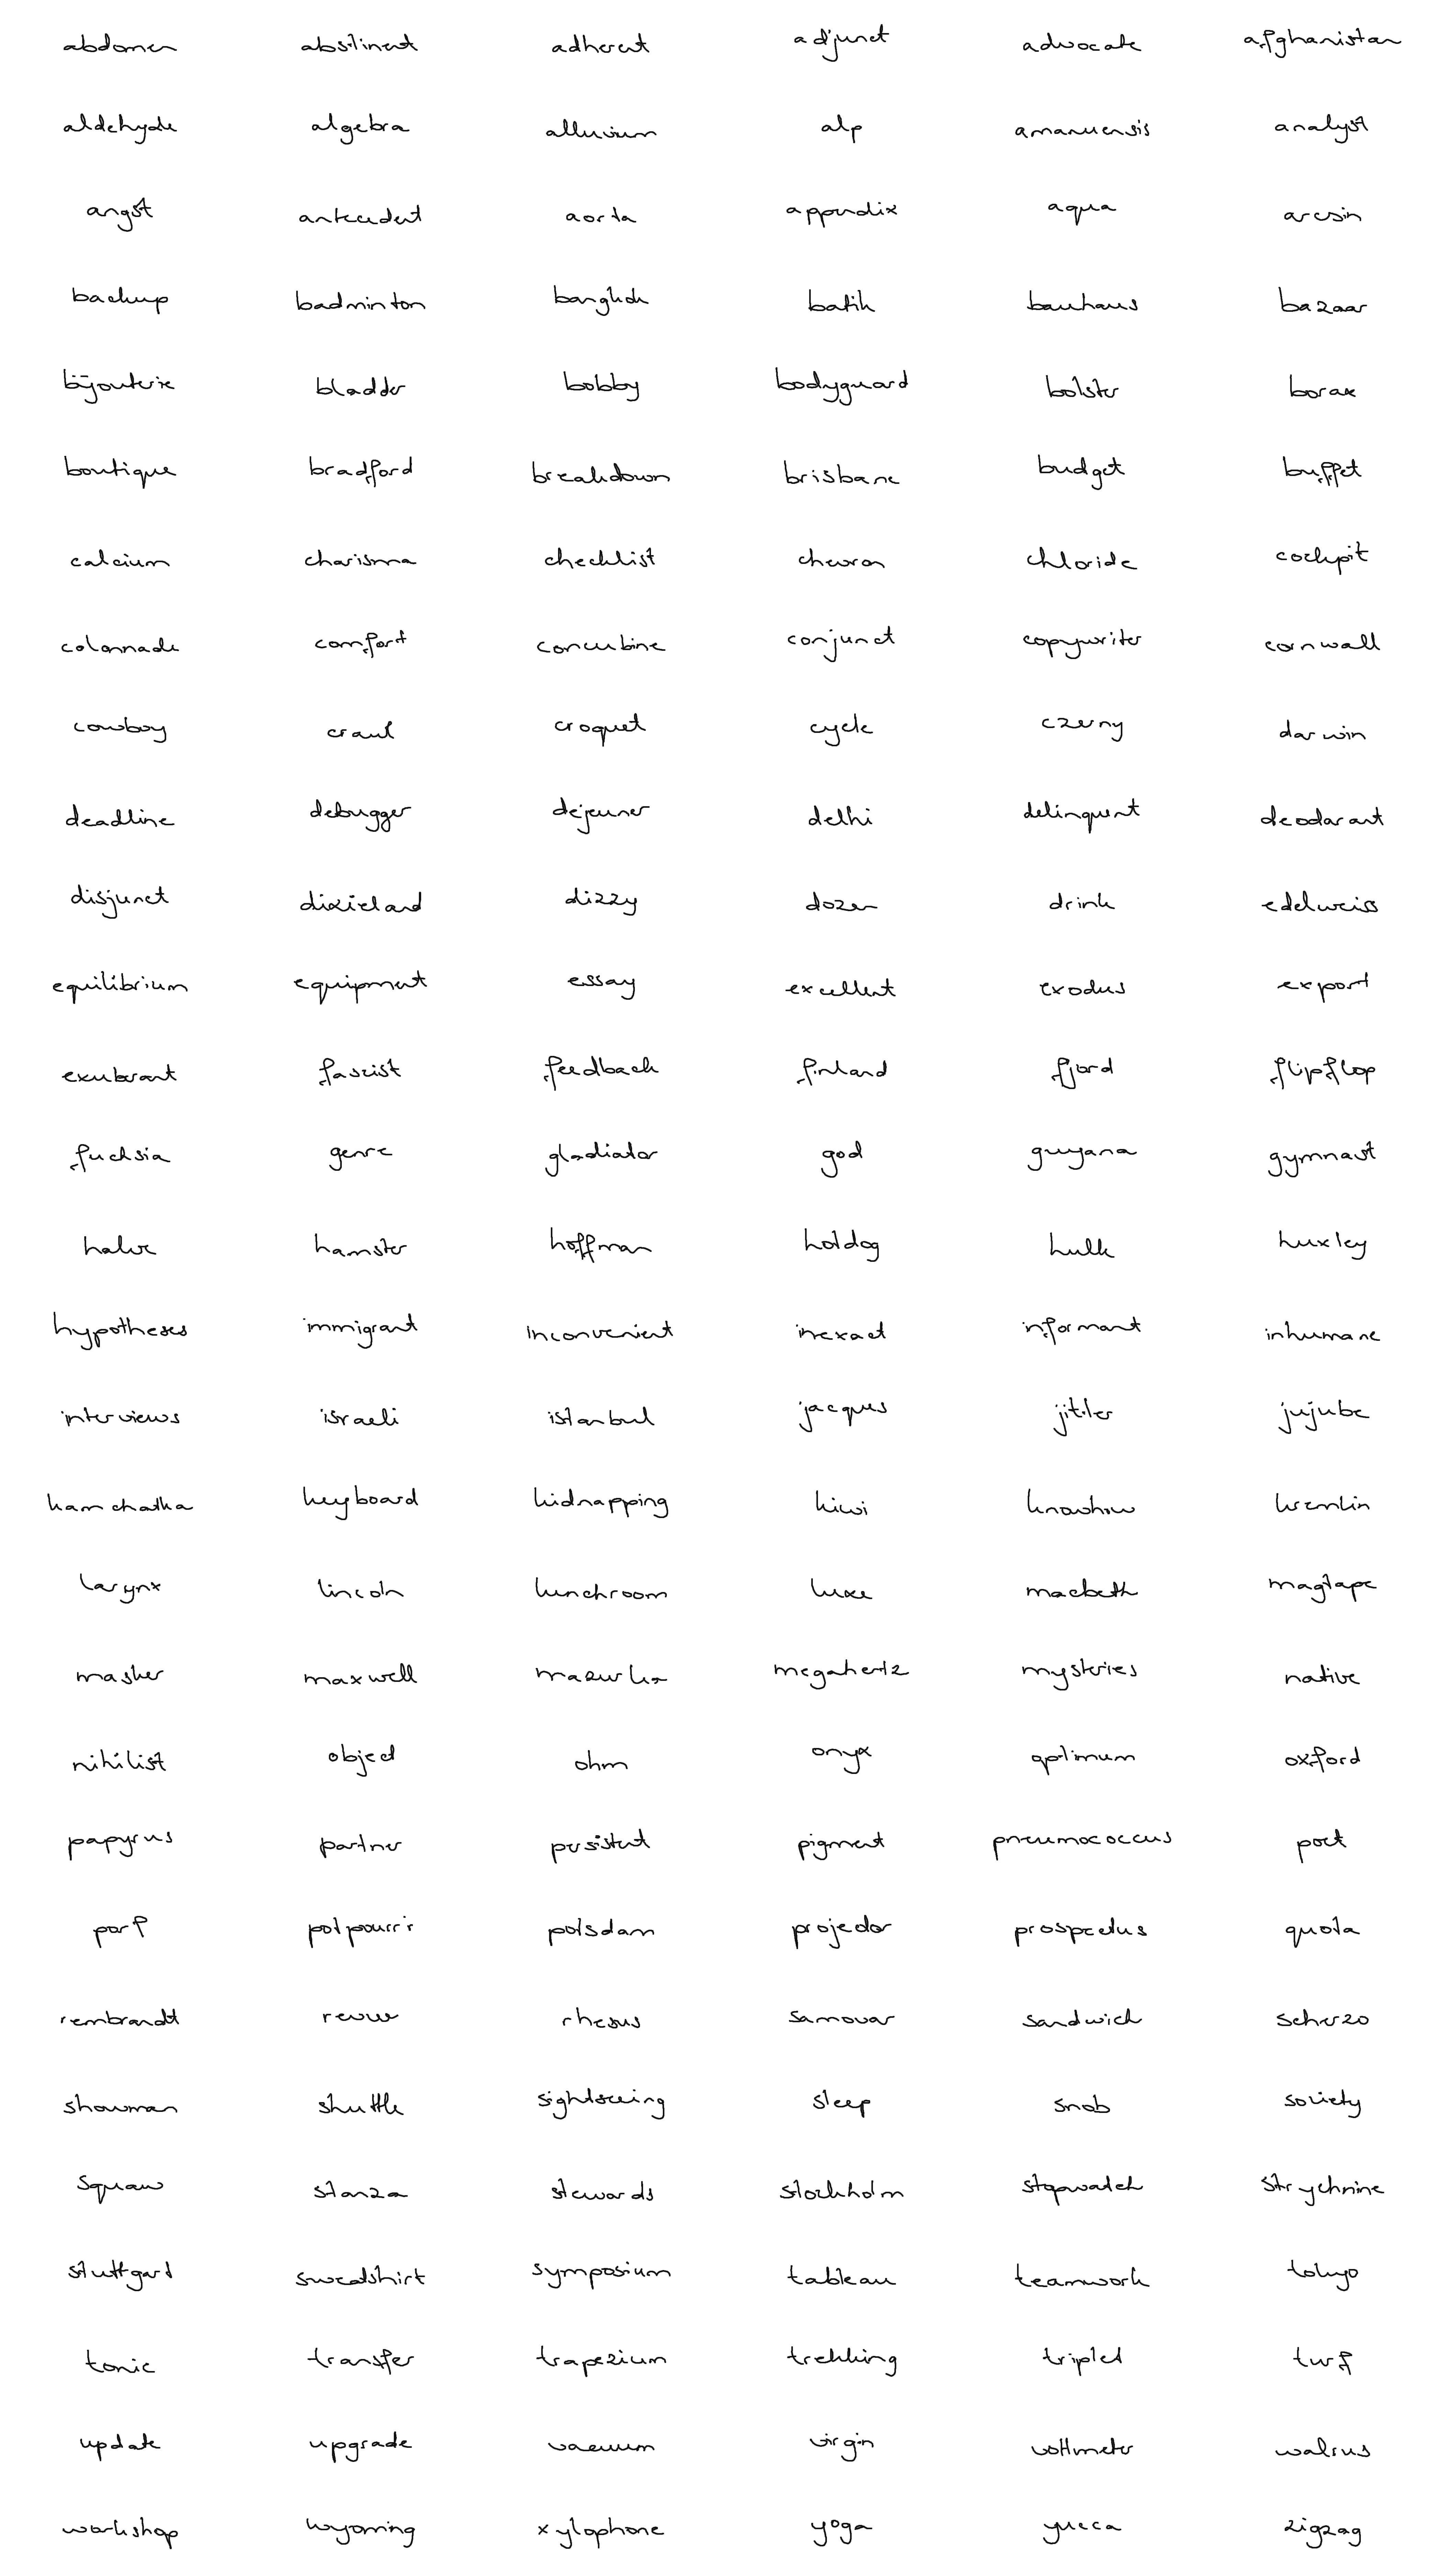 abdomen abstinent adherent adjunct advocate afghanistan
aldehyde algebra alluvium alp amanuensis analyst
angst antecedent aorta appendix aqua arcsin
backup badminton bangkok batik bauhaus bazaar
bijouterie bladder bobby bodyguard bolster borax
boutique bradford breakdown brisbane budget buffet
calcium charisma checklist chevron chloride cockpit
colonnade comfort concubine conjunct copywriter cornwall
cowboy crawl croquet cycle czerny darwin
deadline debugger dejeuner delhi delinquent deodorant
disjunct dixieland dizzy dozen drink edelweiss
equilibrium equipment essay excellent exodus export
exuberant fascist feedback finland fjord flipflop
fuchsia genre gladiator god guyana gymnast
halve hamster hoffman hotdog hulk huxley
hypotheses immigrant inconvenient inexact informant inhumane
interviews israeli istanbul jacques jitter jujube
kamchatka keyboard kidnapping kiwi knowhow kremlin
larynx lincoln lunchroom luxe macbeth magtape
masker maxwell mazurka megahertz mysteries native
nihilist object ohm onyx optimum oxford
papyrus partner persistent pigment pneumococcus poet
port potpourri potsdam projector prospectus quota
rembrandt revue rhesus samovar sandwich scherzo
showman shuttle sightseeing sleep snob society
squaw stanza stewards stockholm stopwatch strychnine
stuttgart sweatshirt symposium tableau teamwork tokyo
tonic transfer trapezium trekking triplet turf
update upgrade vacuum virgin voltmeter walrus
workshop wyoming xylophone yoga yucca zigzag